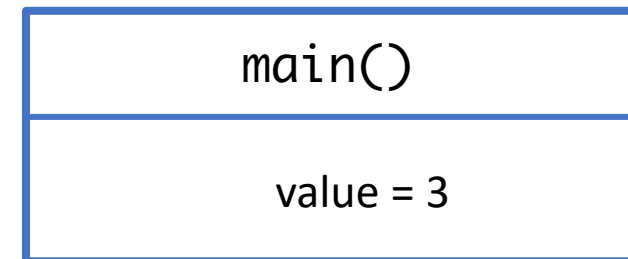 main()
value = 3